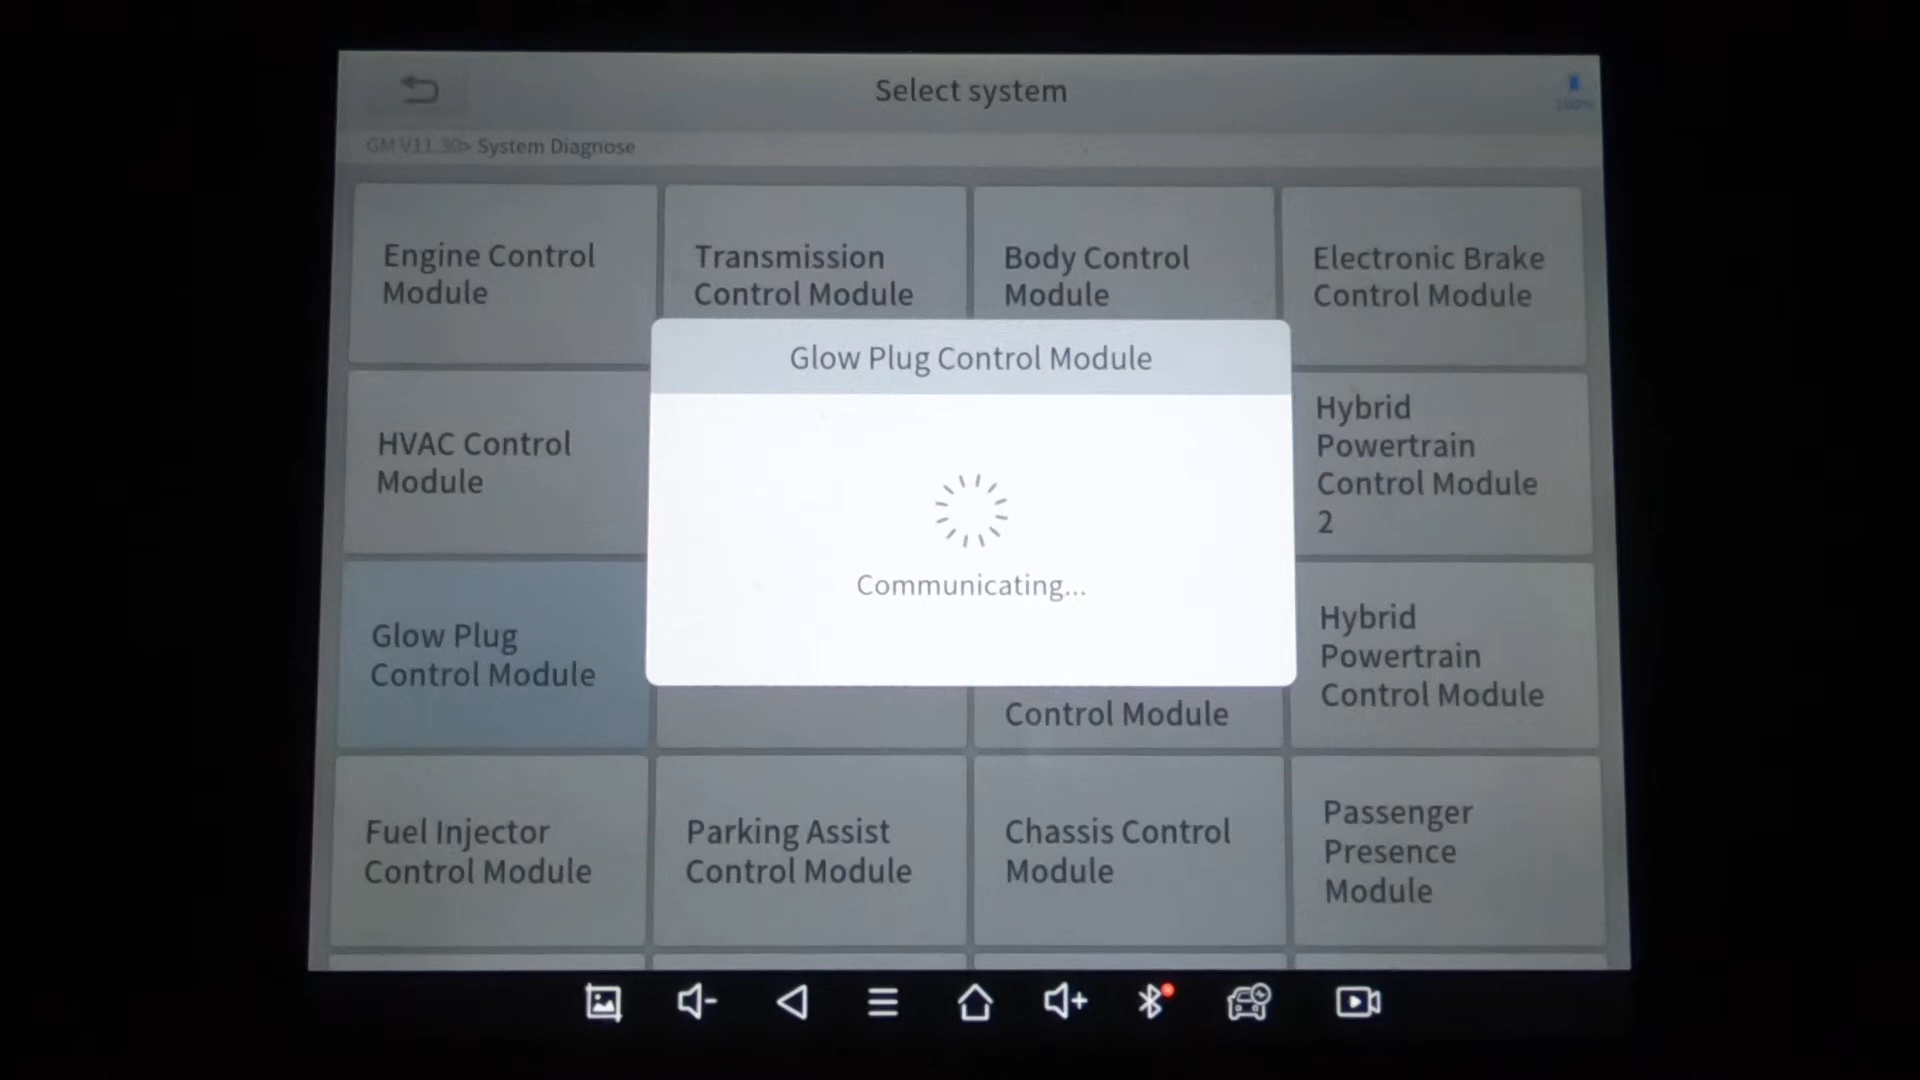 Select system
100%
GM V11.30> System Diagnose
Engine Control
Module
Transmission
Control Module
Body Control
Module
Electronic Brake
Control Module
Glow Plug Control Module
Communicating...
HVAC Control
Module
Hybrid
Powertrain
Control Module
2
Glow Plug
Control Module
Control Module
Hybrid
Powertrain
Control Module
Fuel Injector
Control Module
Parking Assist
Control Module
Chassis Control
Module
Passenger
Presence
Module